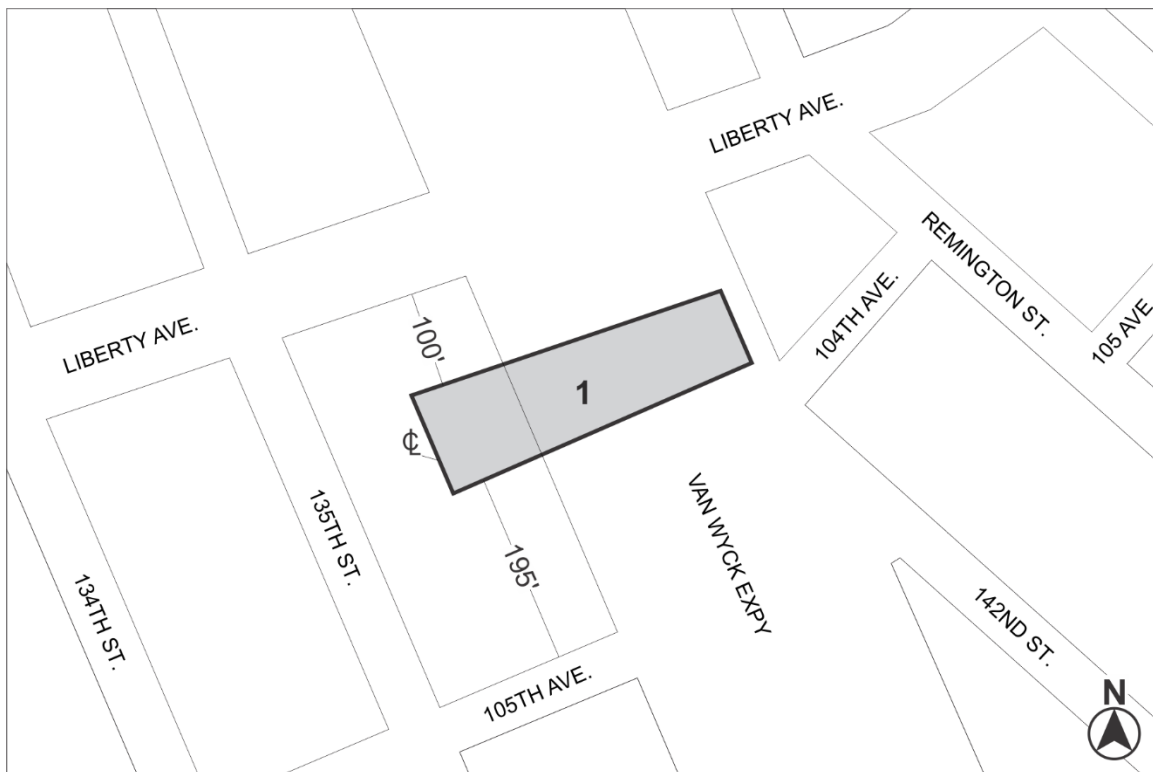 LIBERTY AVE.
REMINGTON ST.
104TH AVE.
105 AVE
LIBERTY AVE.
100'
1
℄
135TH ST.
195'
VAN WYCK EXPY
134TH ST.
105TH AVE.
142ND ST.
N